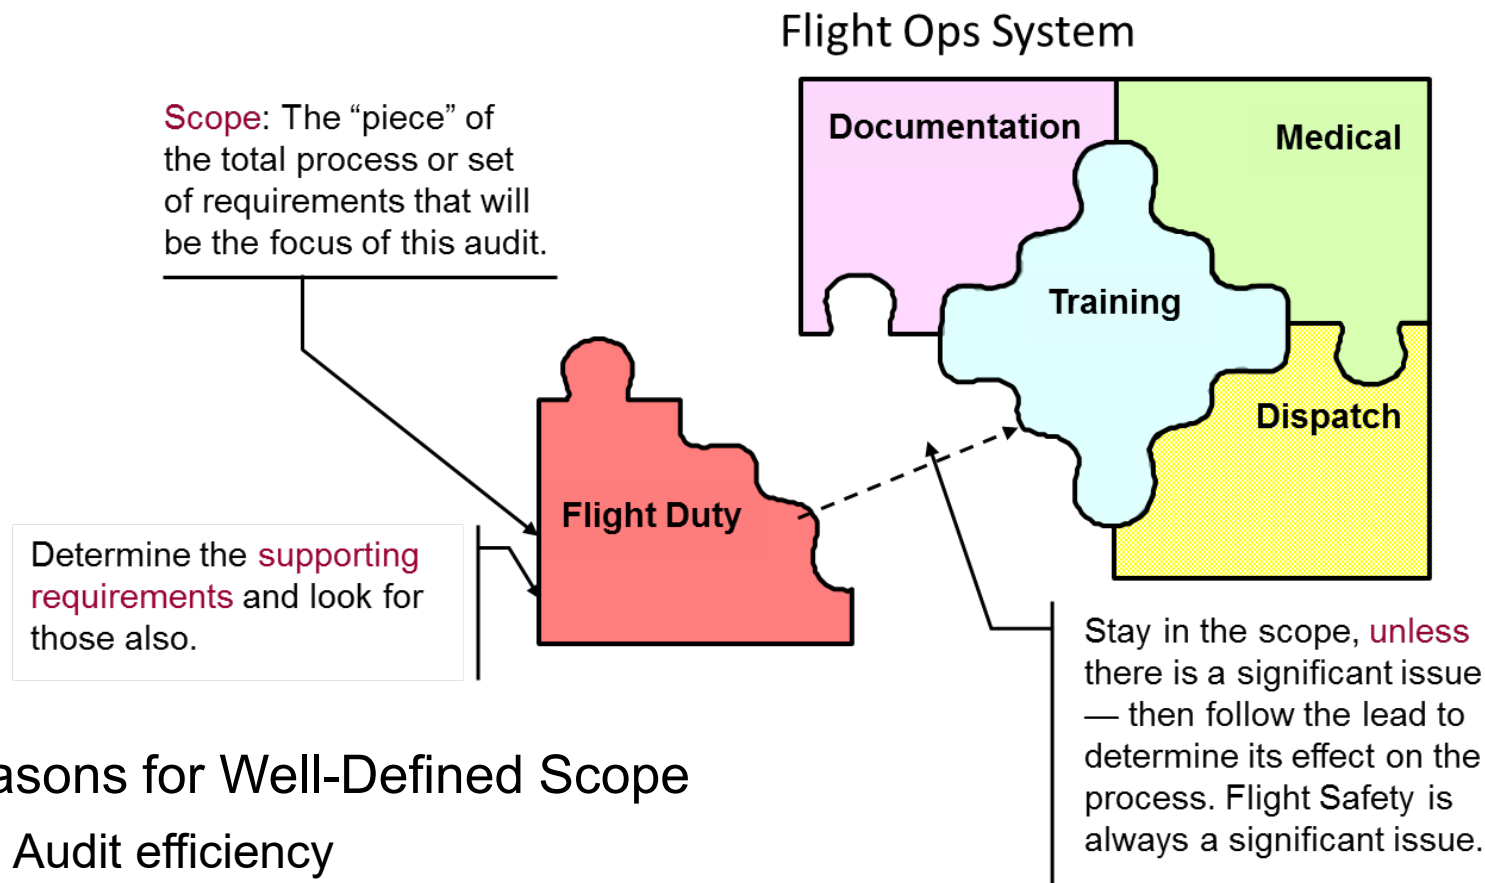 Flight Ops System
Scope: The “piece” of
the total process or set
of requirements that will
be the focus of this audit.
Documentation
Medical
Training
Dispatch
Flight Duty
Determine the supporting
requirements and look for
those also.
Stay in the scope, unless
there is a significant issue
— then follow the lead to
determine its effect on the
process. Flight Safety is
always a significant issue.
asons for Well-Defined Scope
Audit efficiency